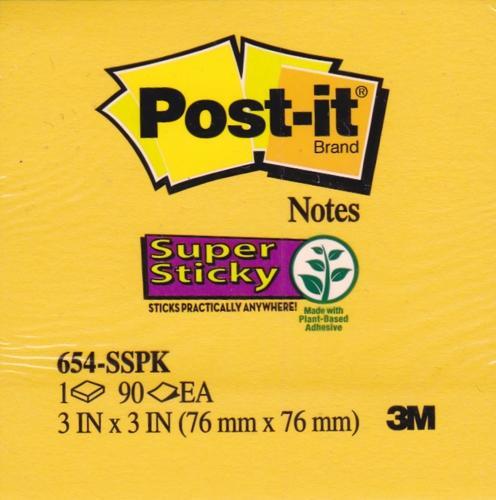 Post-it®
Brand
Notes
Super
Sticky
STICKS PRACTICALLY ANYWHERE!
Made with
Plant-Based
Adhesive
654-SSPK
1 90 EA
3 IN x 3 IN (76 mm x 76 mm) 3M